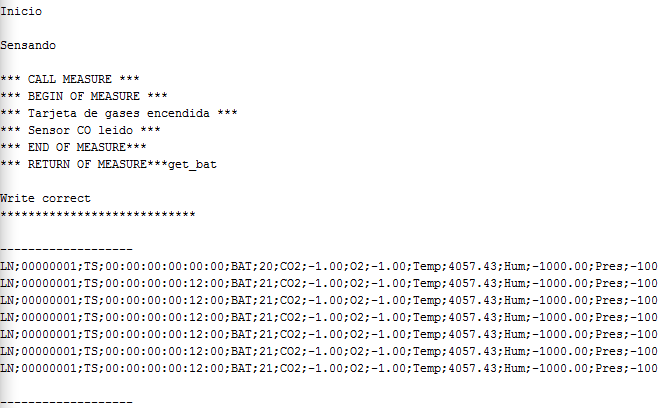 Inicio
Sensando
*** CALL MEASURE ***
*** BEGIN OF MEASURE ***
*** Tarjeta de gases encendida ***
*** Sensor CO leido ***
*** END OF MEASURE***
*** RETURN OF MEASURE***get_bat
Write correct
****************************
-------------------
LN;00000001;TS;00:00:00:00:00:00;BAT;20;CO2;-1.00;O2;-1.00;Temp;4057.43;Hum;-1000.00;Pres;-100
LN;00000001;TS;00:00:00:00:12:00;BAT;21;CO2;-1.00;O2;-1.00;Temp;4057.43;Hum;-1000.00;Pres;-100
LN;00000001;TS;00:00:00:00:12:00;BAT;21;CO2;-1.00;O2;-1.00;Temp;4057.43;Hum;-1000.00;Pres;-100
LN;00000001;TS;00:00:00:00:12:00;BAT;21;CO2;-1.00;O2;-1.00;Temp;4057.43;Hum;-1000.00;Pres;-100
LN;00000001;TS;00:00:00:00:12:00;BAT;21;CO2;-1.00;O2;-1.00;Temp;4057.43;Hum;-1000.00;Pres;-100
LN;00000001;TS;00:00:00:00:12:00;BAT;21;CO2;-1.00;O2;-1.00;Temp;4057.43;Hum;-1000.00;Pres;-100
LN;00000001;TS;00:00:00:00:12:00;BAT;21;CO2;-1.00;O2;-1.00;Temp;4057.43;Hum;-1000.00;Pres;-100
-------------------